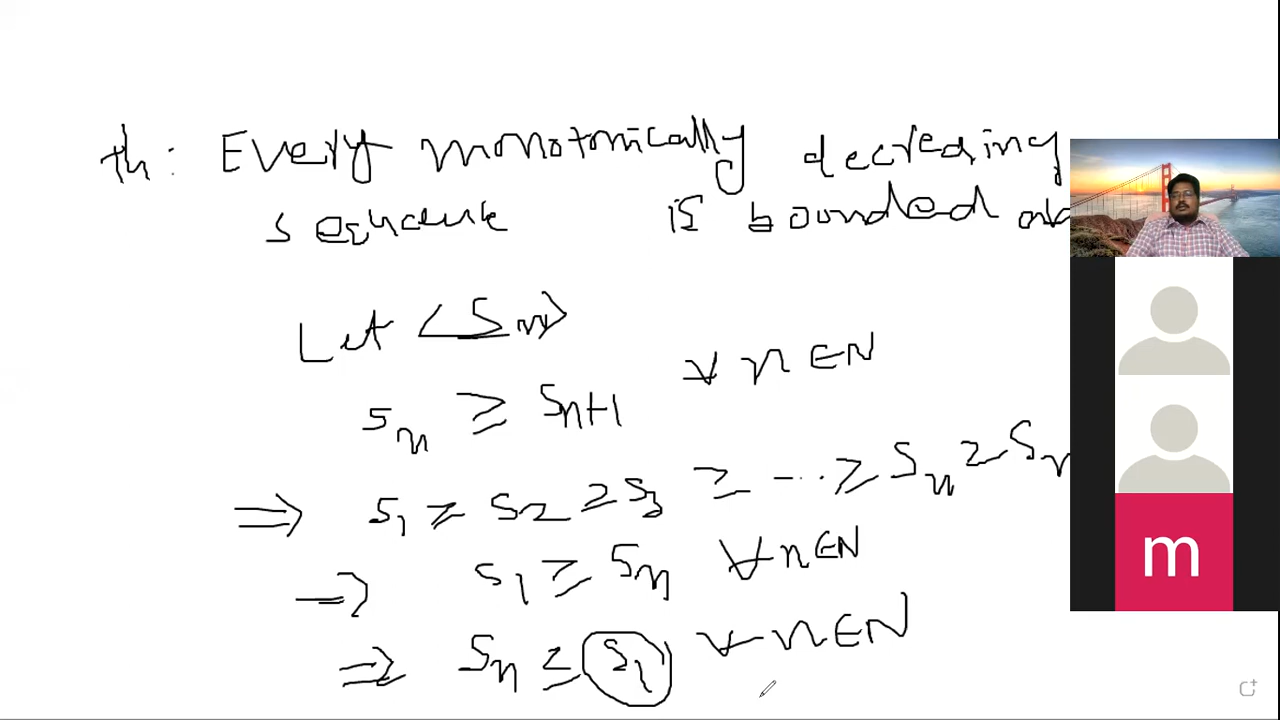 th: Every monotonically decreasing
sequence is bounded
Let <Sn>
Sn ≥ Sn+1 ∀ n ∈ N
⇒ S1 ≥ S2 ≥ S3 ≥ -... ≥ Sn ≥ S
⇒ S1 ≥ Sn ∀ n ∈ N
⇒ Sn ≤ S1 ∀ n ∈ N
m